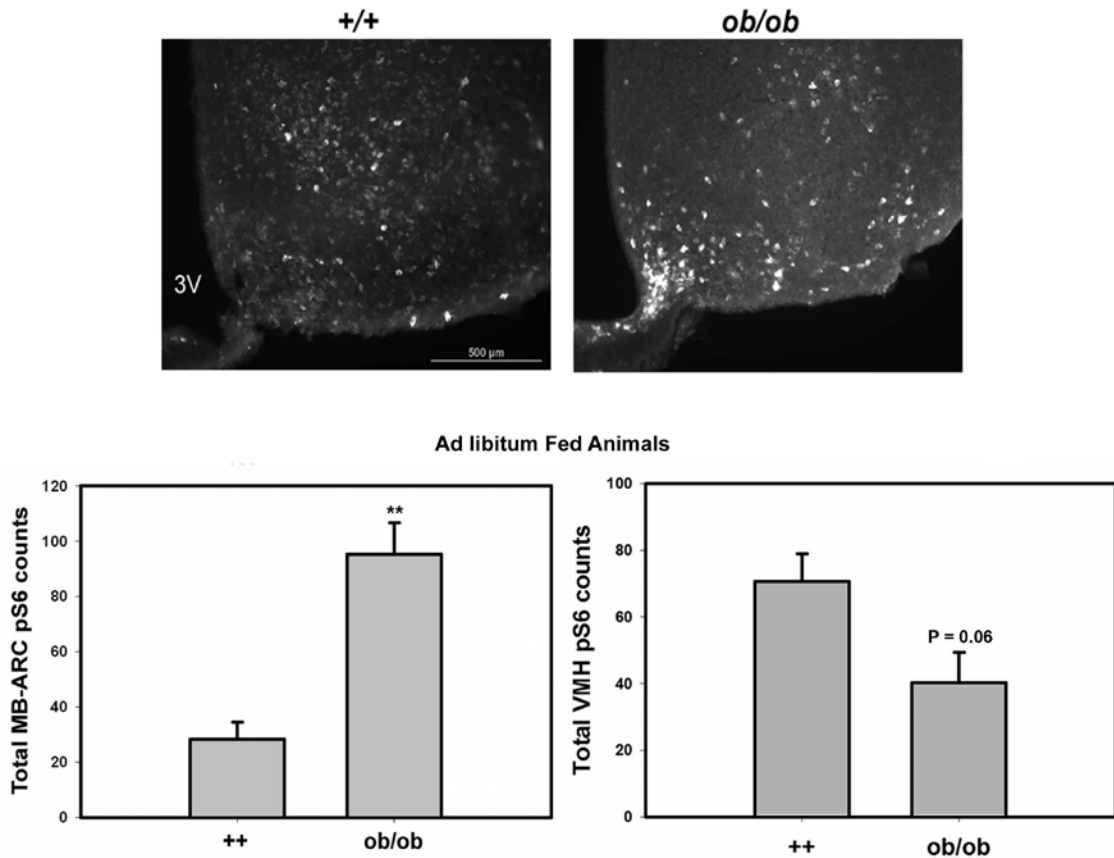 +/+
ob/ob
3V
500 µm
Ad libitum Fed Animals
Total MB-ARC pS6 counts
120
100
80
60
40
20
0
**
++
ob/ob
Total VMH pS6 counts
100
80
60
40
20
0
P = 0.06
++
ob/ob